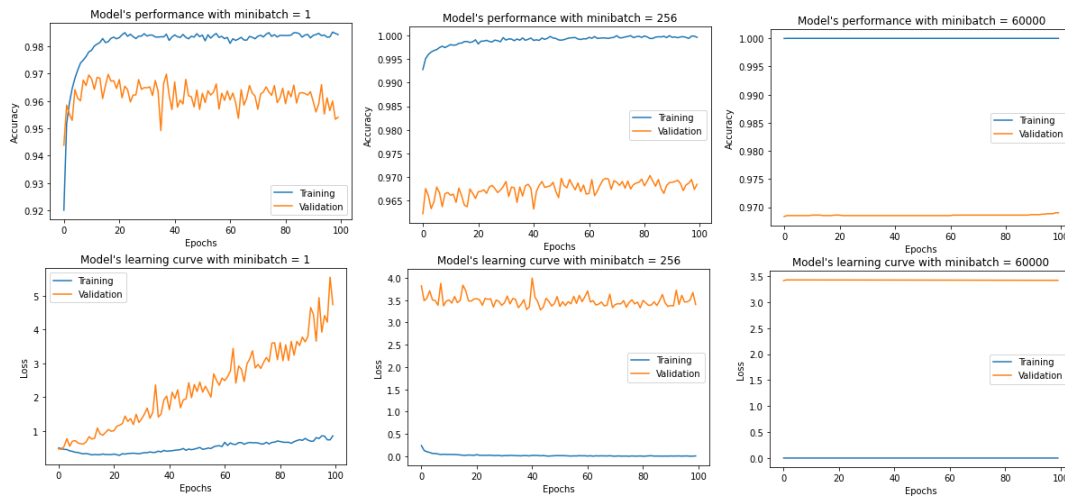 Model's performance with minibatch = 1
0.98
0.97
0.96
0.95
0.94
0.93
0.92
Accuracy
Training
Validation
0
20
40
60
80
100
Epochs
Model's performance with minibatch = 256
1.000
0.995
0.990
0.985
0.980
0.975
0.970
0.965
Accuracy
Training
Validation
0
20
40
60
80
100
Epochs
Model's performance with minibatch = 60000
1.000
0.995
0.990
0.985
0.980
0.975
0.970
Accuracy
Training
Validation
0
20
40
60
80
100
Epochs
Model's learning curve with minibatch = 1
Training
Validation
5
4
3
2
1
Loss
0
20
40
60
80
100
Epochs
Model's learning curve with minibatch = 256
4.0
3.5
3.0
2.5
2.0
1.5
1.0
0.5
0.0
Loss
Training
Validation
0
20
40
60
80
100
Epochs
Model's learning curve with minibatch = 60000
3.5
3.0
2.5
2.0
1.5
1.0
0.5
0.0
Loss
Training
Validation
0
20
40
60
80
100
Epochs